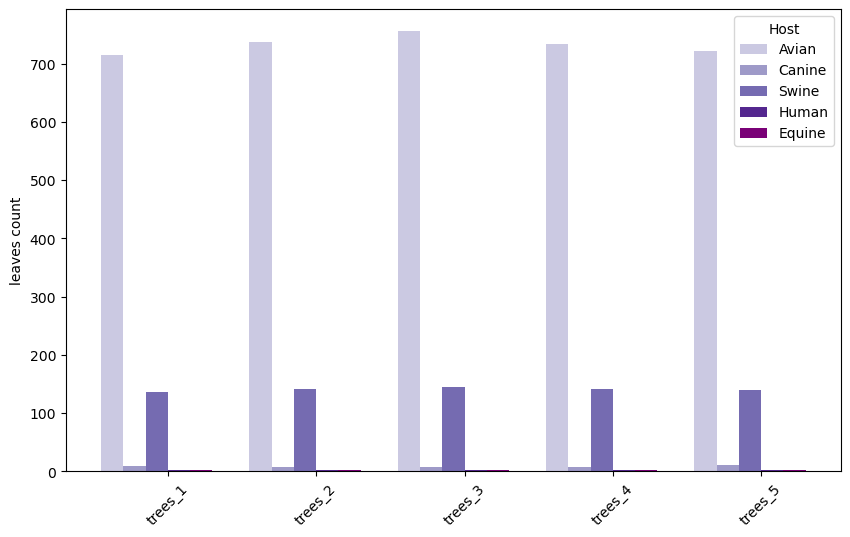 Host
Avian
Canine
Swine
Human
Equine
leaves count
700
600
500
400
300
200
100
0
trees_1
trees_2
trees_3
trees_4
trees_5